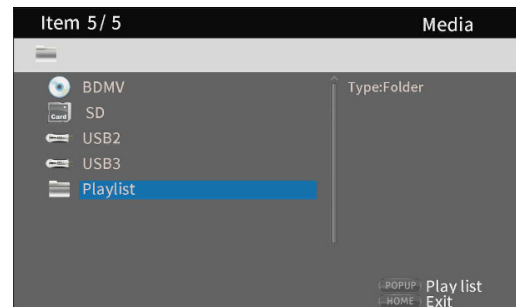 Item 5/ 5
Media
BDMV
Type:Folder
Card
SD
USB2
USB3
Playlist
POPUP Play list
HOME Exit